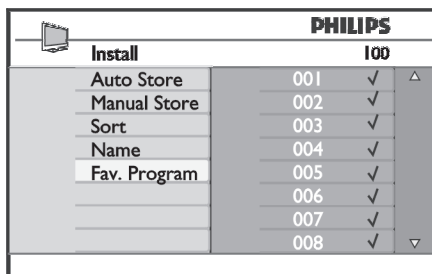 PHILIPS
Install 100
Auto Store 001 ✓
Manual Store 002 ✓
Sort 003 ✓
Name 004 ✓
Fav. Program 005 ✓
006 ✓
007 ✓
008 ✓